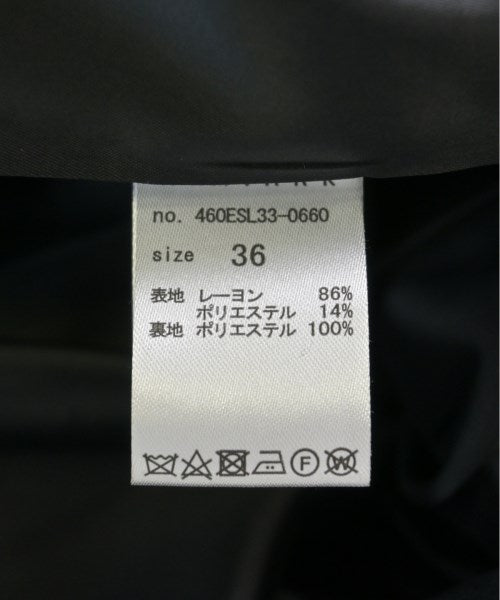 no. 460ESL33-0660
size 36
表地 レーヨン 86%
ポリエステル 14%
裏地 ポリエステル 100%
F
W